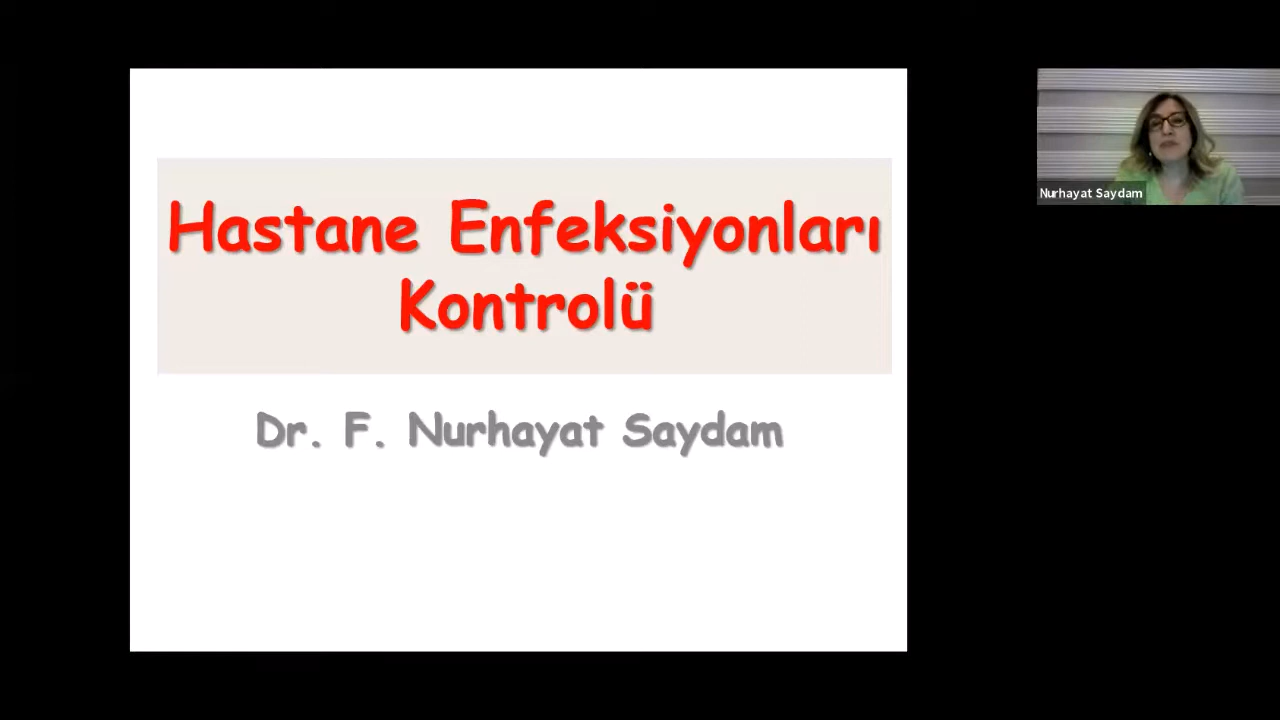 Hastane Enfeksiyonları
Kontrolü
Dr. F. Nurhayat Saydam
Nurhayat Saydam